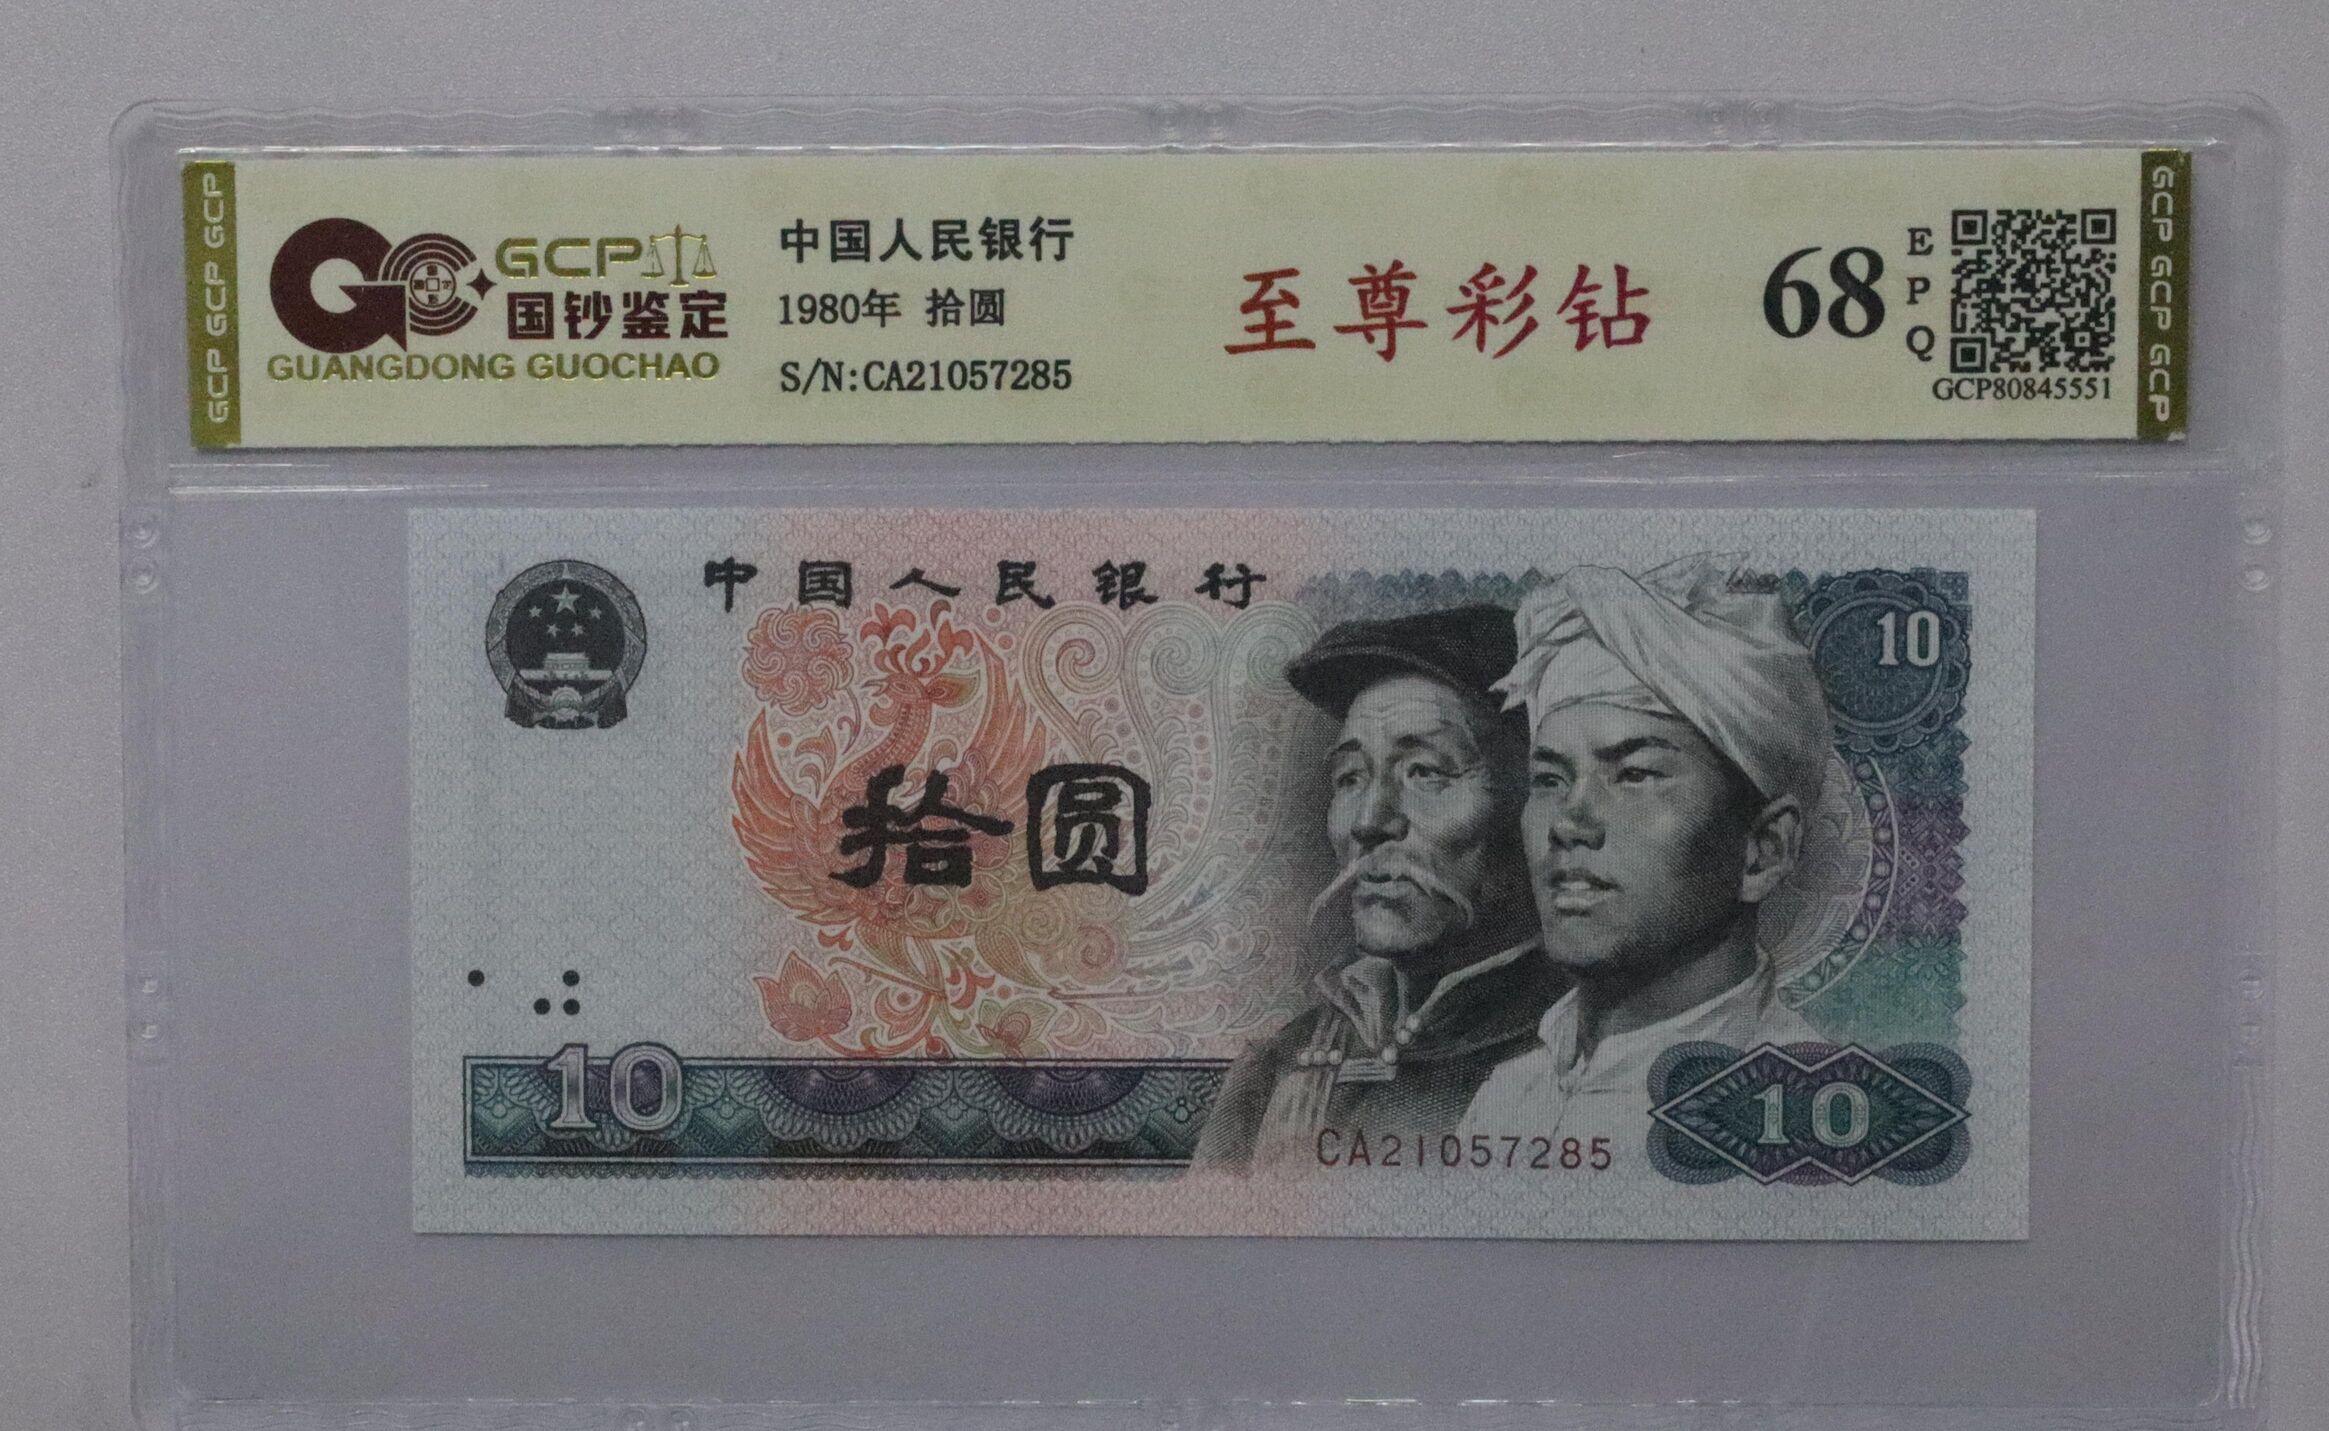 GCP GCP GCP
GCP
国钞鉴定
GUANGDONG GUOCHAO
中国人民银行
1980年 拾圆
S/N:CA21057285
至尊彩钻
68
EPQ
GCP80845551
GCP GCP GCP
中国人民银行
10
拾圆
10
CA21057285
10